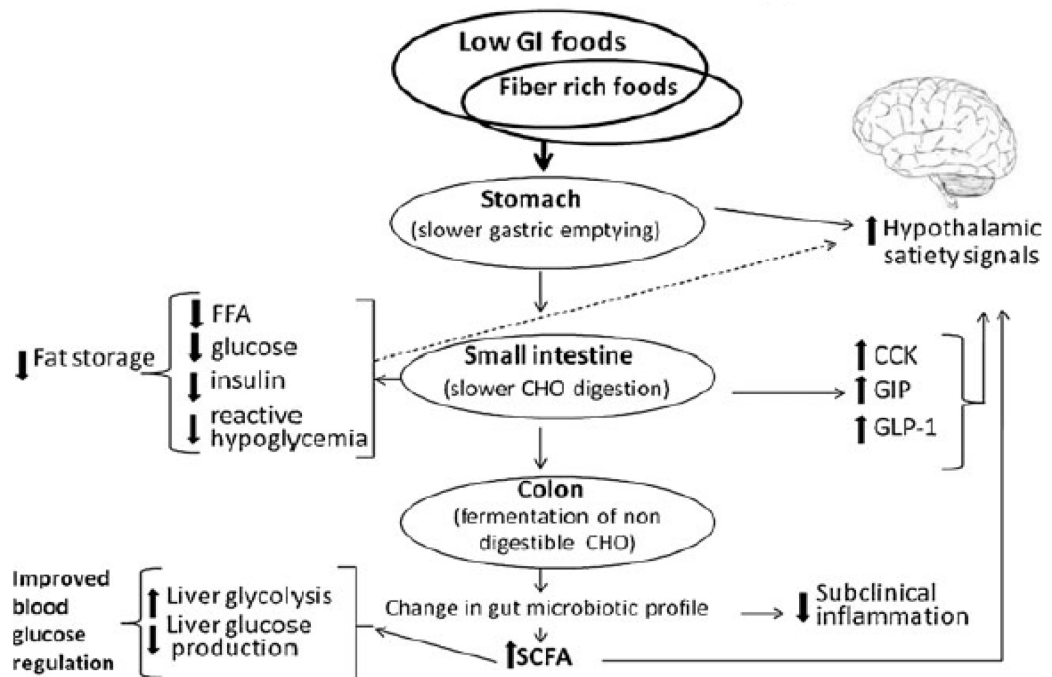 Low GI foods
Fiber rich foods
Stomach
(slower gastric emptying)
Hypothalamic
satiety signals
FFA
glucose
insulin
reactive
hypoglycemia
Fat storage
Small intestine
(slower CHO digestion)
CCK
GIP
GLP-1
Colon
(fermentation of non
digestible CHO)
Improved
blood
glucose
regulation
Liver glycolysis
Liver glucose
production
Change in gut microbiotic profile
SCFA
Subclinical
inflammation